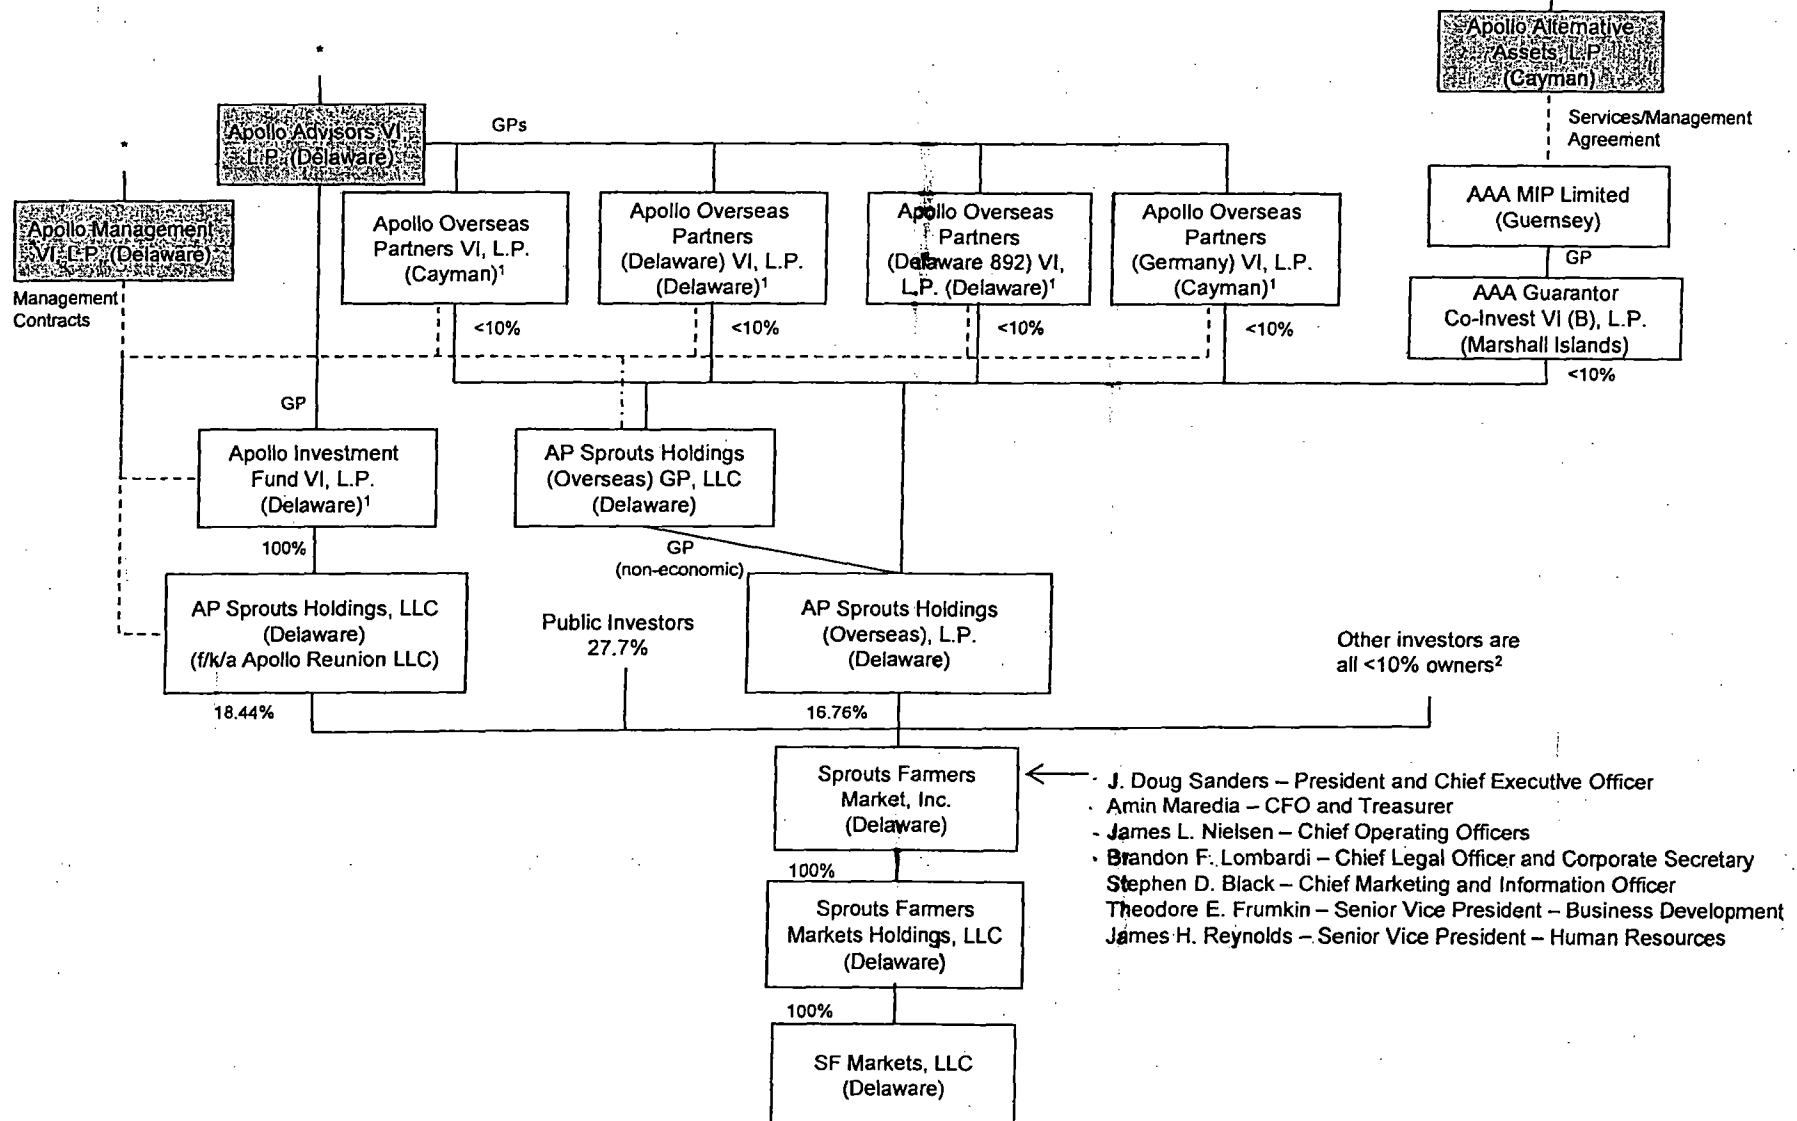 Apollo Alternative
Assets, L.P.
(Cayman)
Services/Management
Agreement
*
Apollo Advisors VI,
L.P. (Delaware)
GPs
*
Apollo Management
VI, L.P. (Delaware)
Management
Contracts
Apollo Overseas
Partners VI, L.P.
(Cayman)¹
Apollo Overseas
Partners
(Delaware) VI, L.P.
(Delaware)¹
Apollo Overseas
Partners
(Delaware 892) VI,
L.P. (Delaware)¹
Apollo Overseas
Partners
(Germany) VI, L.P.
(Cayman)¹
AAA MIP Limited
(Guernsey)
GP
AAA Guarantor
Co-Invest VI (B), L.P.
(Marshall Islands)
<10%
<10%
<10%
<10%
<10%
GP
Apollo Investment
Fund VI, L.P.
(Delaware)¹
AP Sprouts Holdings
(Overseas) GP, LLC
(Delaware)
100%
GP
(non-economic)
AP Sprouts Holdings, LLC
(Delaware)
(f/k/a Apollo Reunion LLC)
Public Investors
27.7%
AP Sprouts Holdings
(Overseas), L.P.
(Delaware)
Other investors are
all <10% owners²
18.44%
16.76%
Sprouts Farmers
Market, Inc.
(Delaware)
J. Doug Sanders – President and Chief Executive Officer
Amin Maredia – CFO and Treasurer
James L. Nielsen – Chief Operating Officers
Brandon F. Lombardi – Chief Legal Officer and Corporate Secretary
Stephen D. Black – Chief Marketing and Information Officer
Theodore E. Frumkin – Senior Vice President – Business Development
James H. Reynolds – Senior Vice President – Human Resources
100%
Sprouts Farmers
Markets Holdings, LLC
(Delaware)
100%
SF Markets, LLC
(Delaware)